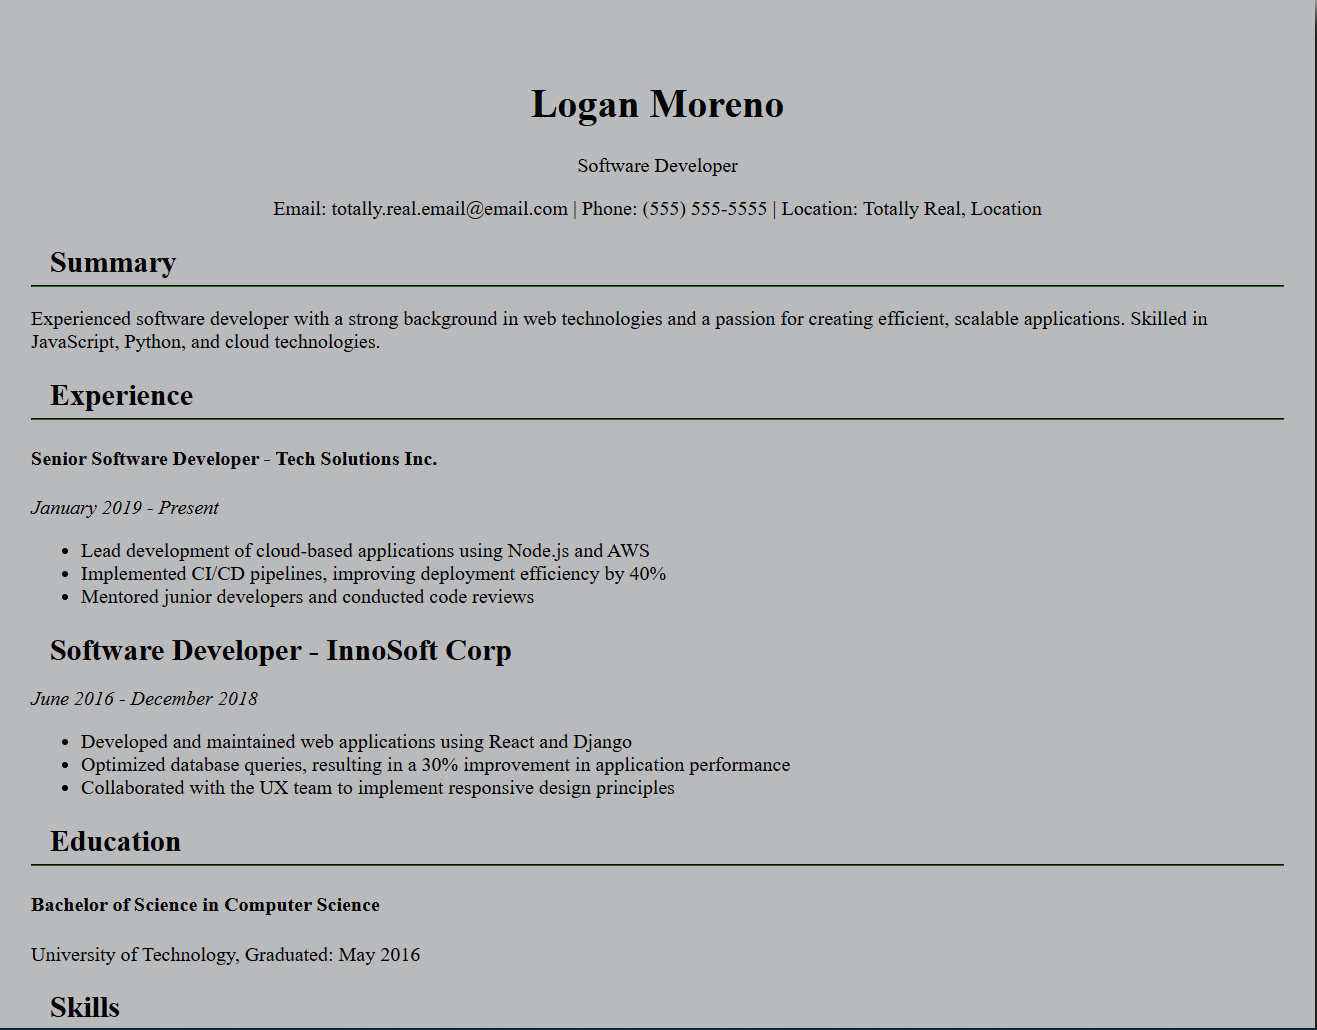 Logan Moreno
Software Developer
Email: totally.real.email@email.com | Phone: (555) 555-5555 | Location: Totally Real, Location
Summary
Experienced software developer with a strong background in web technologies and a passion for creating efficient, scalable applications. Skilled in
JavaScript, Python, and cloud technologies.
Experience
Senior Software Developer - Tech Solutions Inc.
January 2019 - Present
• Lead development of cloud-based applications using Node.js and AWS
• Implemented CI/CD pipelines, improving deployment efficiency by 40%
• Mentored junior developers and conducted code reviews
Software Developer - InnoSoft Corp
June 2016 - December 2018
• Developed and maintained web applications using React and Django
• Optimized database queries, resulting in a 30% improvement in application performance
• Collaborated with the UX team to implement responsive design principles
Education
Bachelor of Science in Computer Science
University of Technology, Graduated: May 2016
Skills